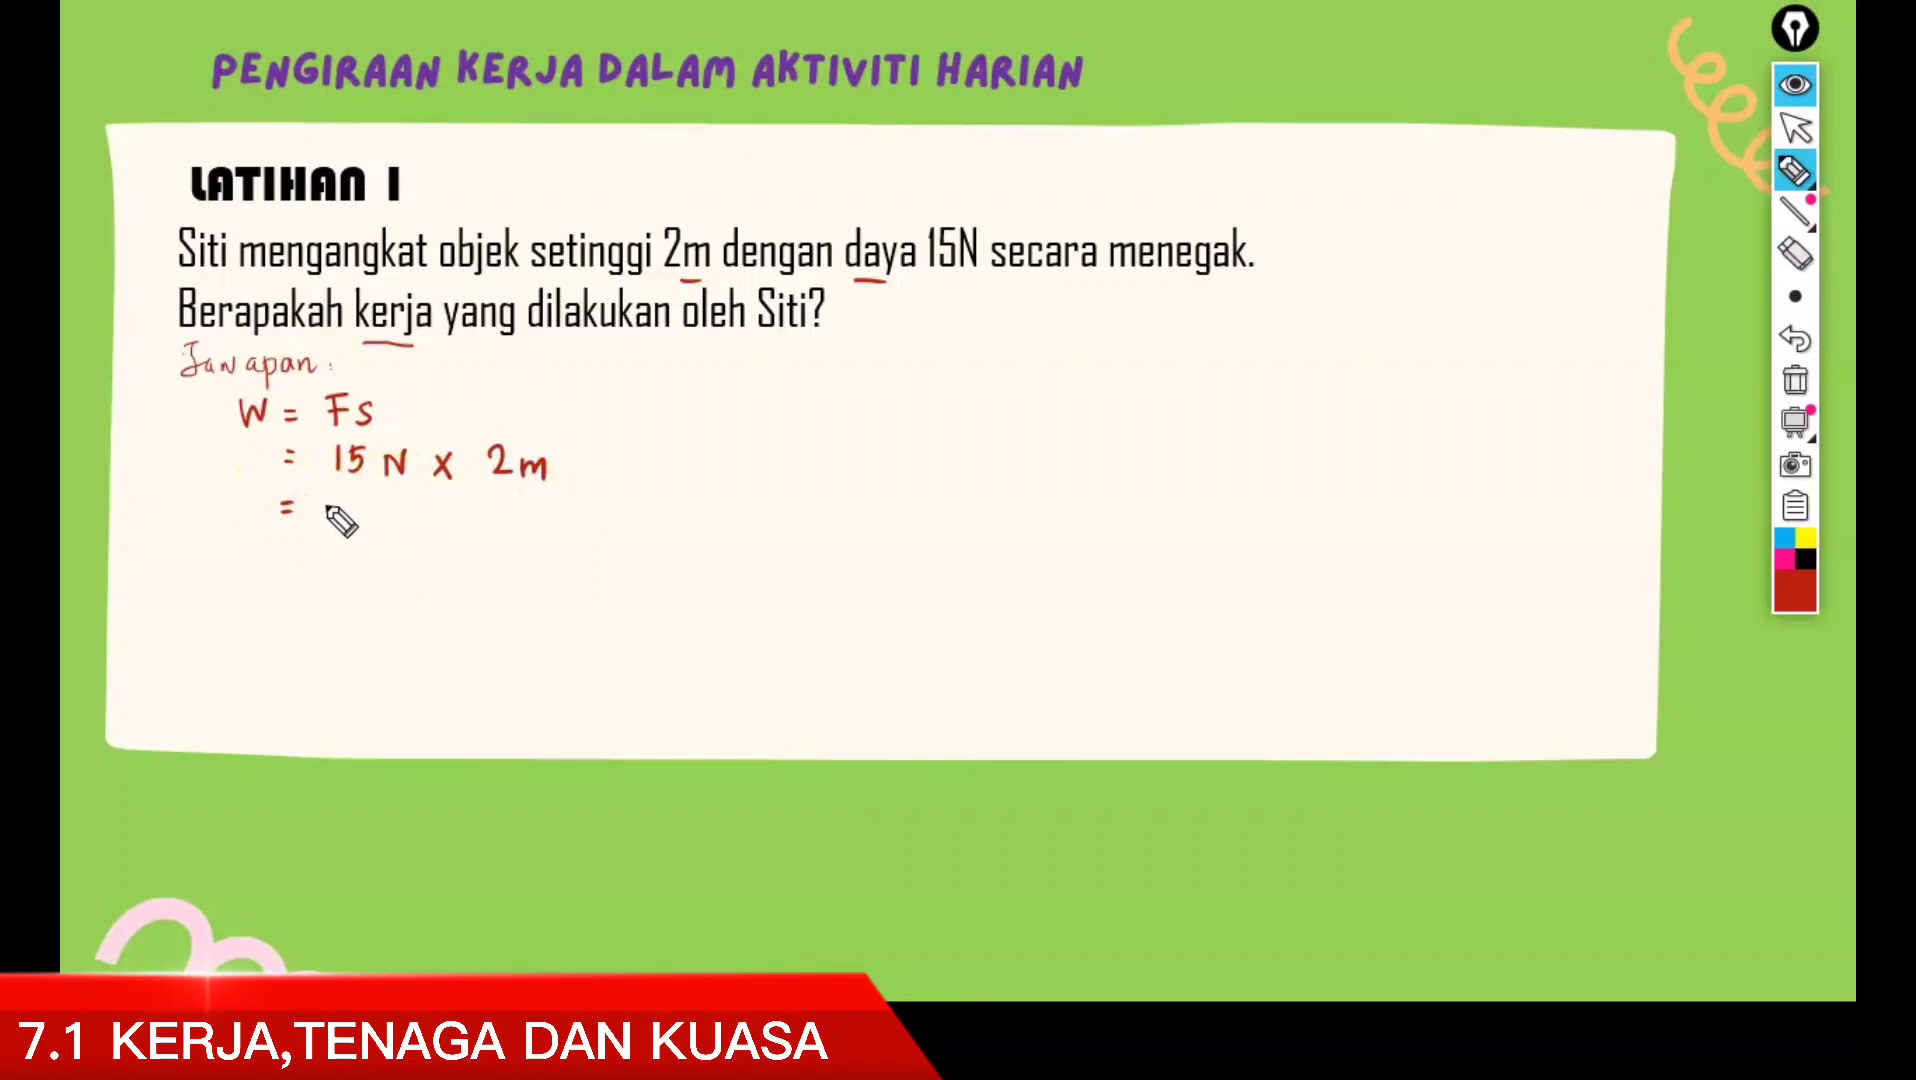 PENGIRAAN KERJA DALAM AKTIVITI HARIAN
LATIHAN 1
Siti mengangkat objek setinggi 2m dengan daya 15N secara menegak.
Berapakah kerja yang dilakukan oleh Siti?
Jawapan :
W = Fs
= 15 N x 2m
=
7.1 KERJA,TENAGA DAN KUASA